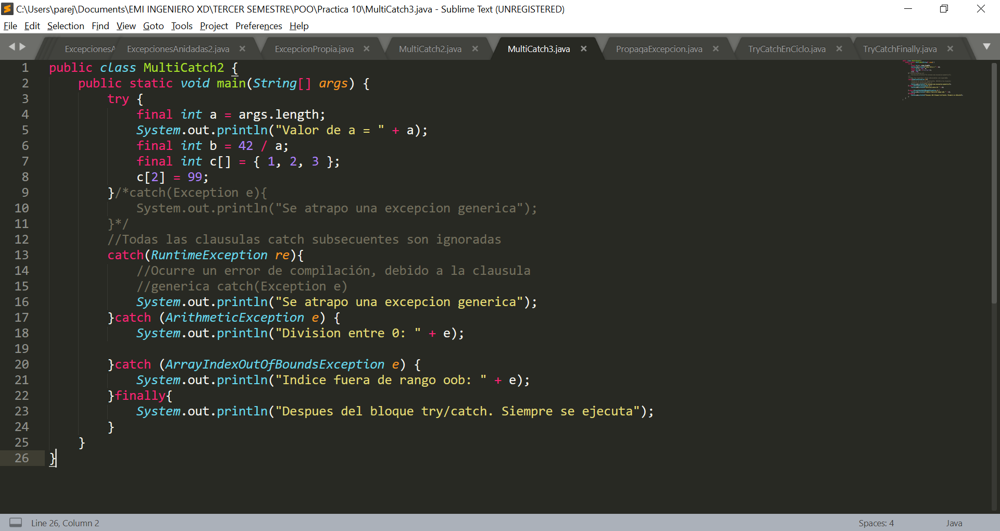 C:\Users\parej\Documents\EMI INGENIERO XD\TERCER SEMESTRE\POO\Practica 10\MultiCatch3.java - Sublime Text (UNREGISTERED)
File Edit Selection Find View Goto Tools Project Preferences Help
ExcepcionesA ExcepcionesAnidadas2.java ExcepcionPropia.java MultiCatch2.java MultiCatch3.java PropagaExcepcion.java TryCatchEnCiclo.java TryCatchFinally.java
1 public class MultiCatch2 {
2     public static void main(String[] args) {
3         try {
4             final int a = args.length;
5             System.out.println("Valor de a = " + a);
6             final int b = 42 / a;
7             final int c[] = { 1, 2, 3 };
8             c[2] = 99;
9         }/*catch(Exception e){
10             System.out.println("Se atrapo una excepcion generica");
11         }*/
12         //Todas las clausulas catch subsecuentes son ignoradas
13         catch(RuntimeException re){
14             //Ocurre un error de compilación, debido a la clausula
15             //generica catch(Exception e)
16             System.out.println("Se atrapo una excepcion generica");
17         }catch (ArithmeticException e) {
18             System.out.println("Division entre 0: " + e);
19
20         }catch (ArrayIndexOutOfBoundsException e) {
21             System.out.println("Indice fuera de rango oob: " + e);
22         }finally{
23             System.out.println("Despues del bloque try/catch. Siempre se ejecuta");
24         }
25     }
26 }
Line 26, Column 2 Spaces: 4 Java